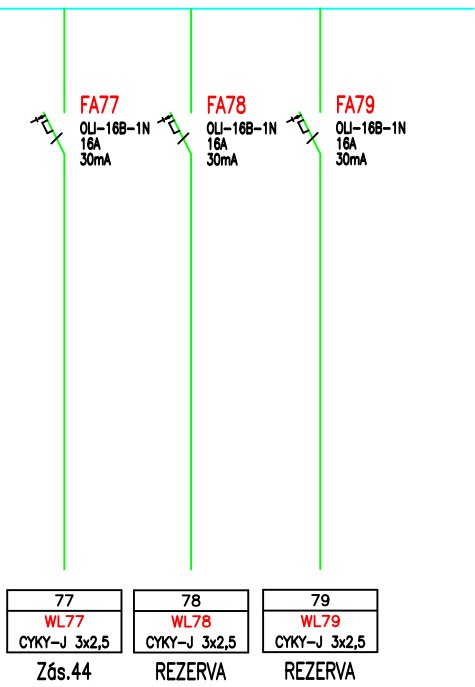 FA77
OLI-16B-1N
16A
30mA
FA78
OLI-16B-1N
16A
30mA
FA79
OLI-16B-1N
16A
30mA
77
WL77
CYKY-J 3x2,5
Zás.44
78
WL78
CYKY-J 3x2,5
REZERVA
79
WL79
CYKY-J 3x2,5
REZERVA